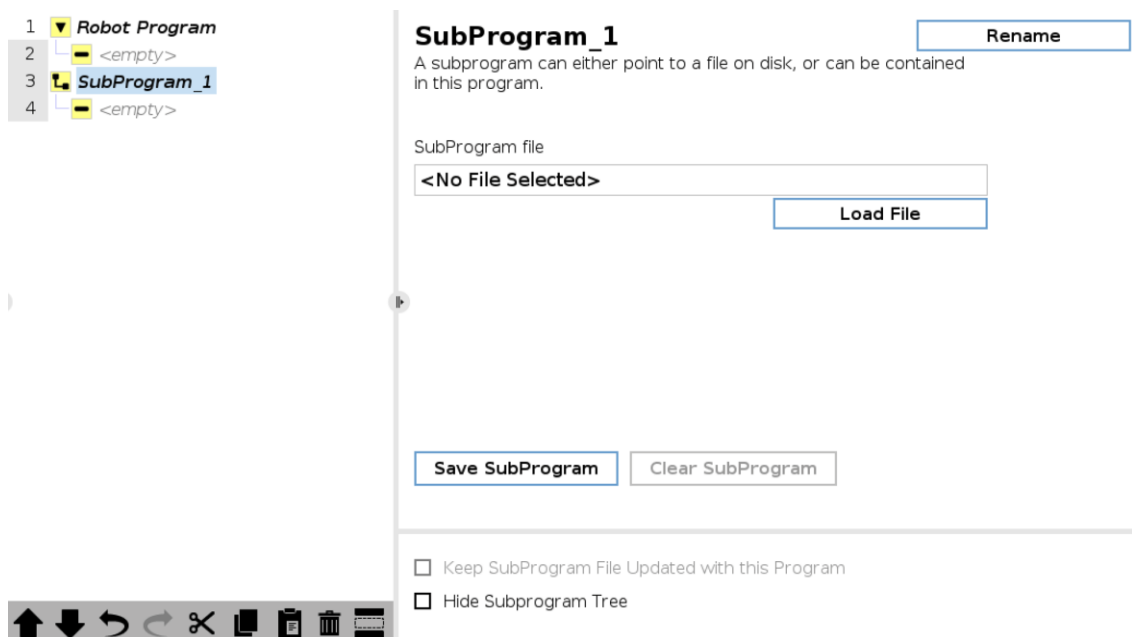 1 Robot Program
2 <empty>
3 SubProgram_1
4 <empty>
SubProgram_1
Rename
A subprogram can either point to a file on disk, or can be contained
in this program.
SubProgram file
<No File Selected>
Load File
Save SubProgram
Clear SubProgram
Keep SubProgram File Updated with this Program
Hide Subprogram Tree